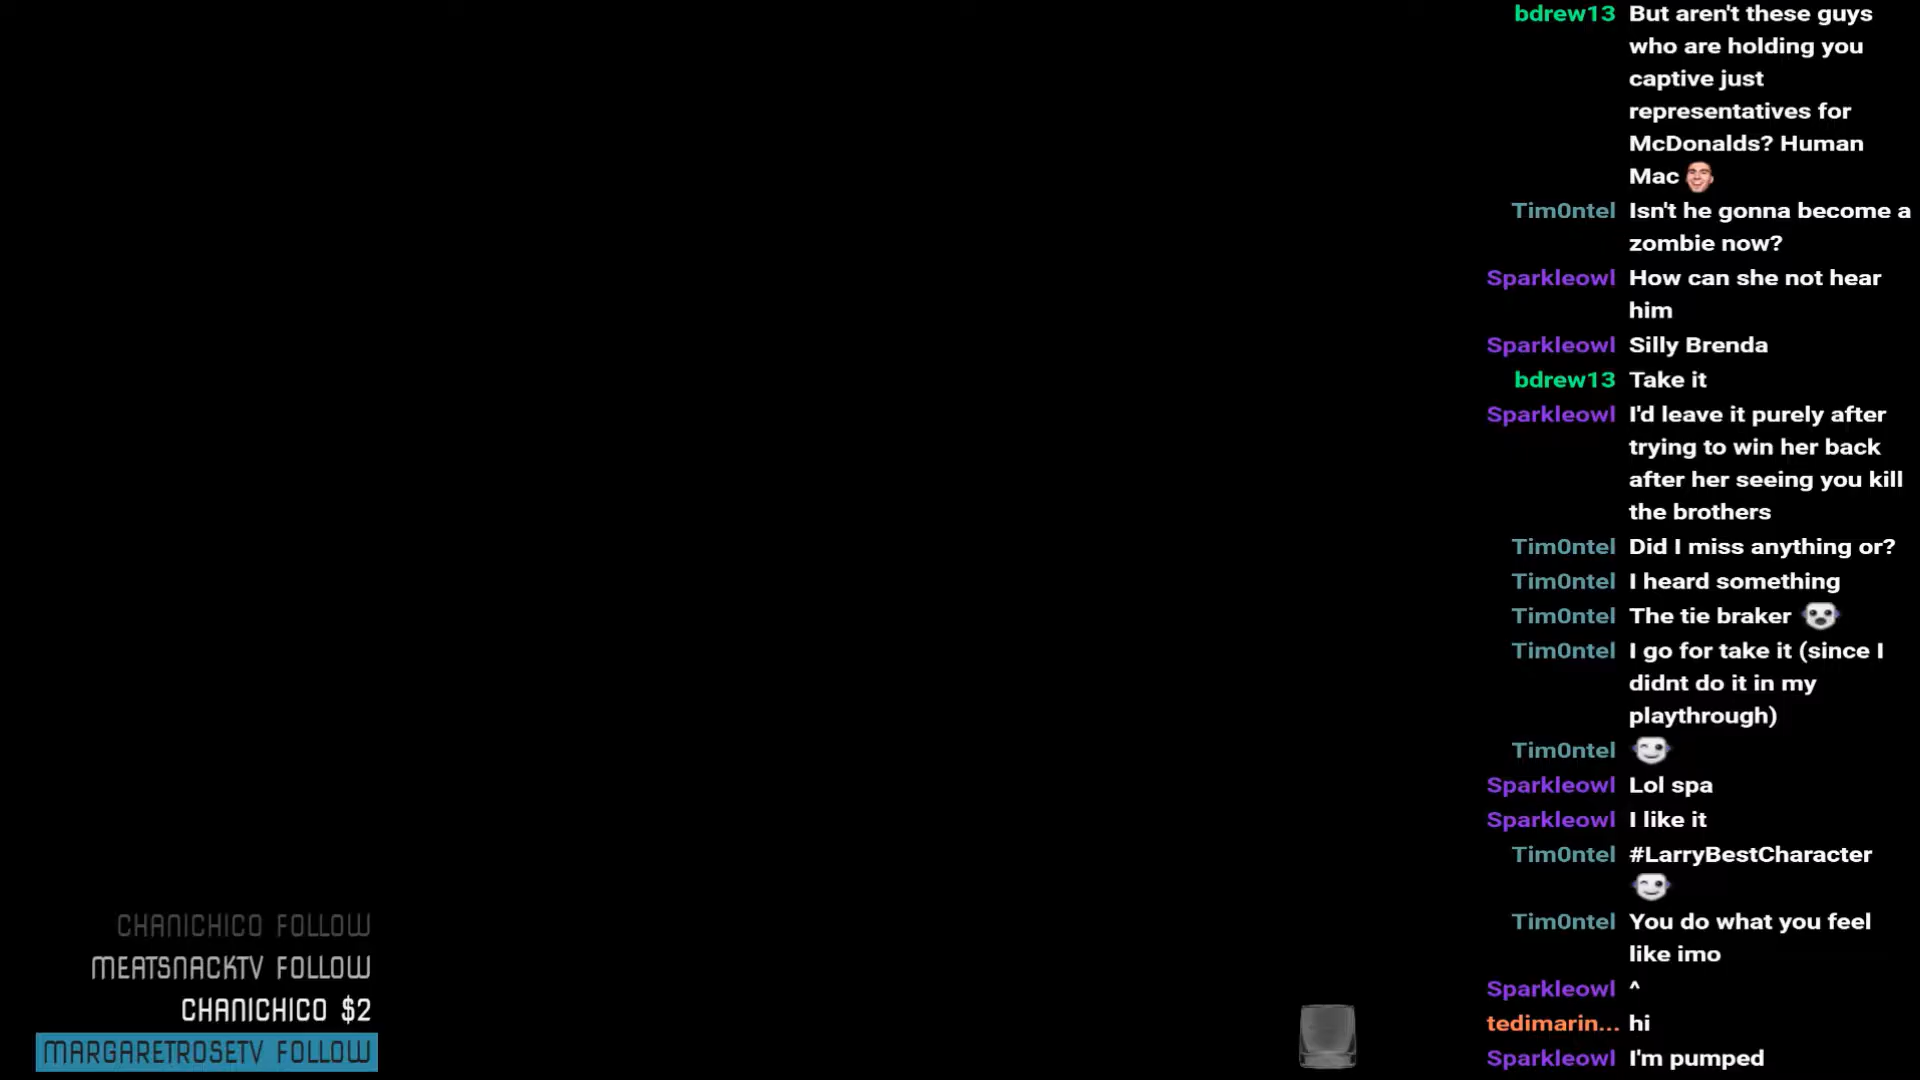 bdrew13 But aren't these guys
who are holding you
captive just
representatives for
McDonalds? Human
Mac
Tim0ntel Isn't he gonna become a
zombie now?
Sparkleowl How can she not hear
him
Sparkleowl Silly Brenda
bdrew13 Take it
Sparkleowl I'd leave it purely after
trying to win her back
after her seeing you kill
the brothers
Tim0ntel Did I miss anything or?
Tim0ntel I heard something
Tim0ntel The tie braker
Tim0ntel I go for take it (since I
didnt do it in my
playthrough)
Tim0ntel
Sparkleowl Lol spa
Sparkleowl I like it
Tim0ntel #LarryBestCharacter
Tim0ntel You do what you feel
like imo
Sparkleowl ^
tedimarin... hi
Sparkleowl I'm pumped
CHANICHICO FOLLOW
MEATSNACKTV FOLLOW
CHANICHICO $2
MARGARETROSETV FOLLOW